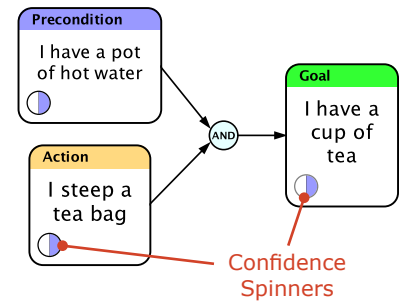 Precondition
I have a pot
of hot water
Action
I steep a
tea bag
AND
Goal
I have a
cup of
tea
Confidence
Spinners